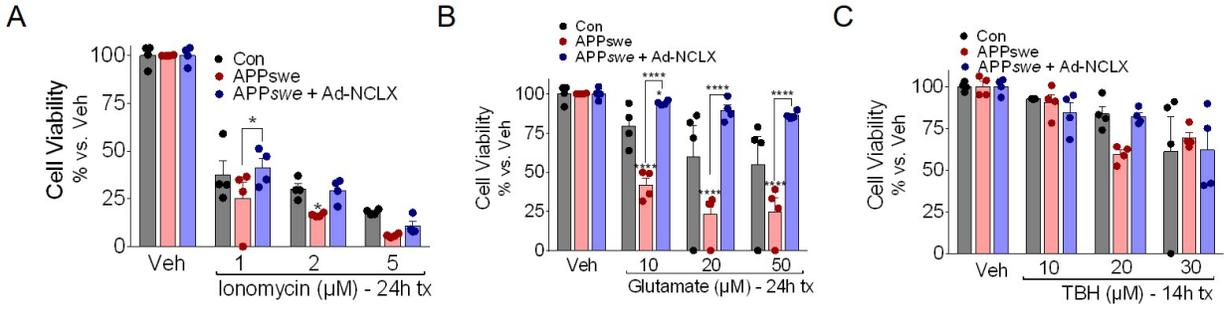 A
Cell Viability
% vs. Veh
100
75
50
25
0
Con
APPswe
APPswe + Ad-NCLX
*
*
Veh
1
2
5
Ionomycin (µM) - 24h tx
B
Cell Viability
% vs. Veh
100
75
50
25
0
Con
APPswe
APPswe + Ad-NCLX
****
*
****
****
****
****
****
Veh
10
20
50
Glutamate (µM) - 24h tx
C
Cell Viability
% vs. Veh
100
75
50
25
0
Con
APPswe
APPswe + Ad-NCLX
Veh
10
20
30
TBH (µM) - 14h tx